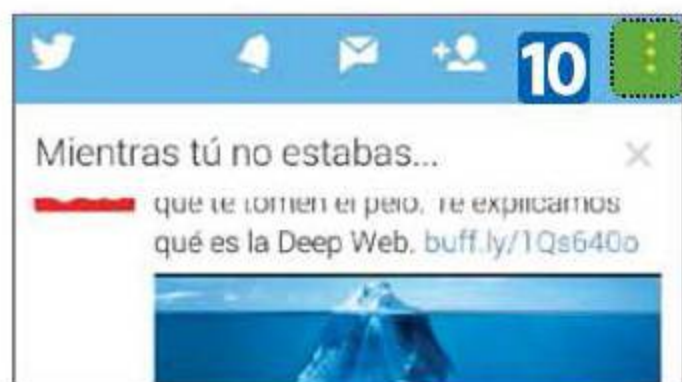 10
Mientras tú no estabas...
que te tomen el pelo. Te explicamos
qué es la Deep Web. buff.ly/1Qs640o